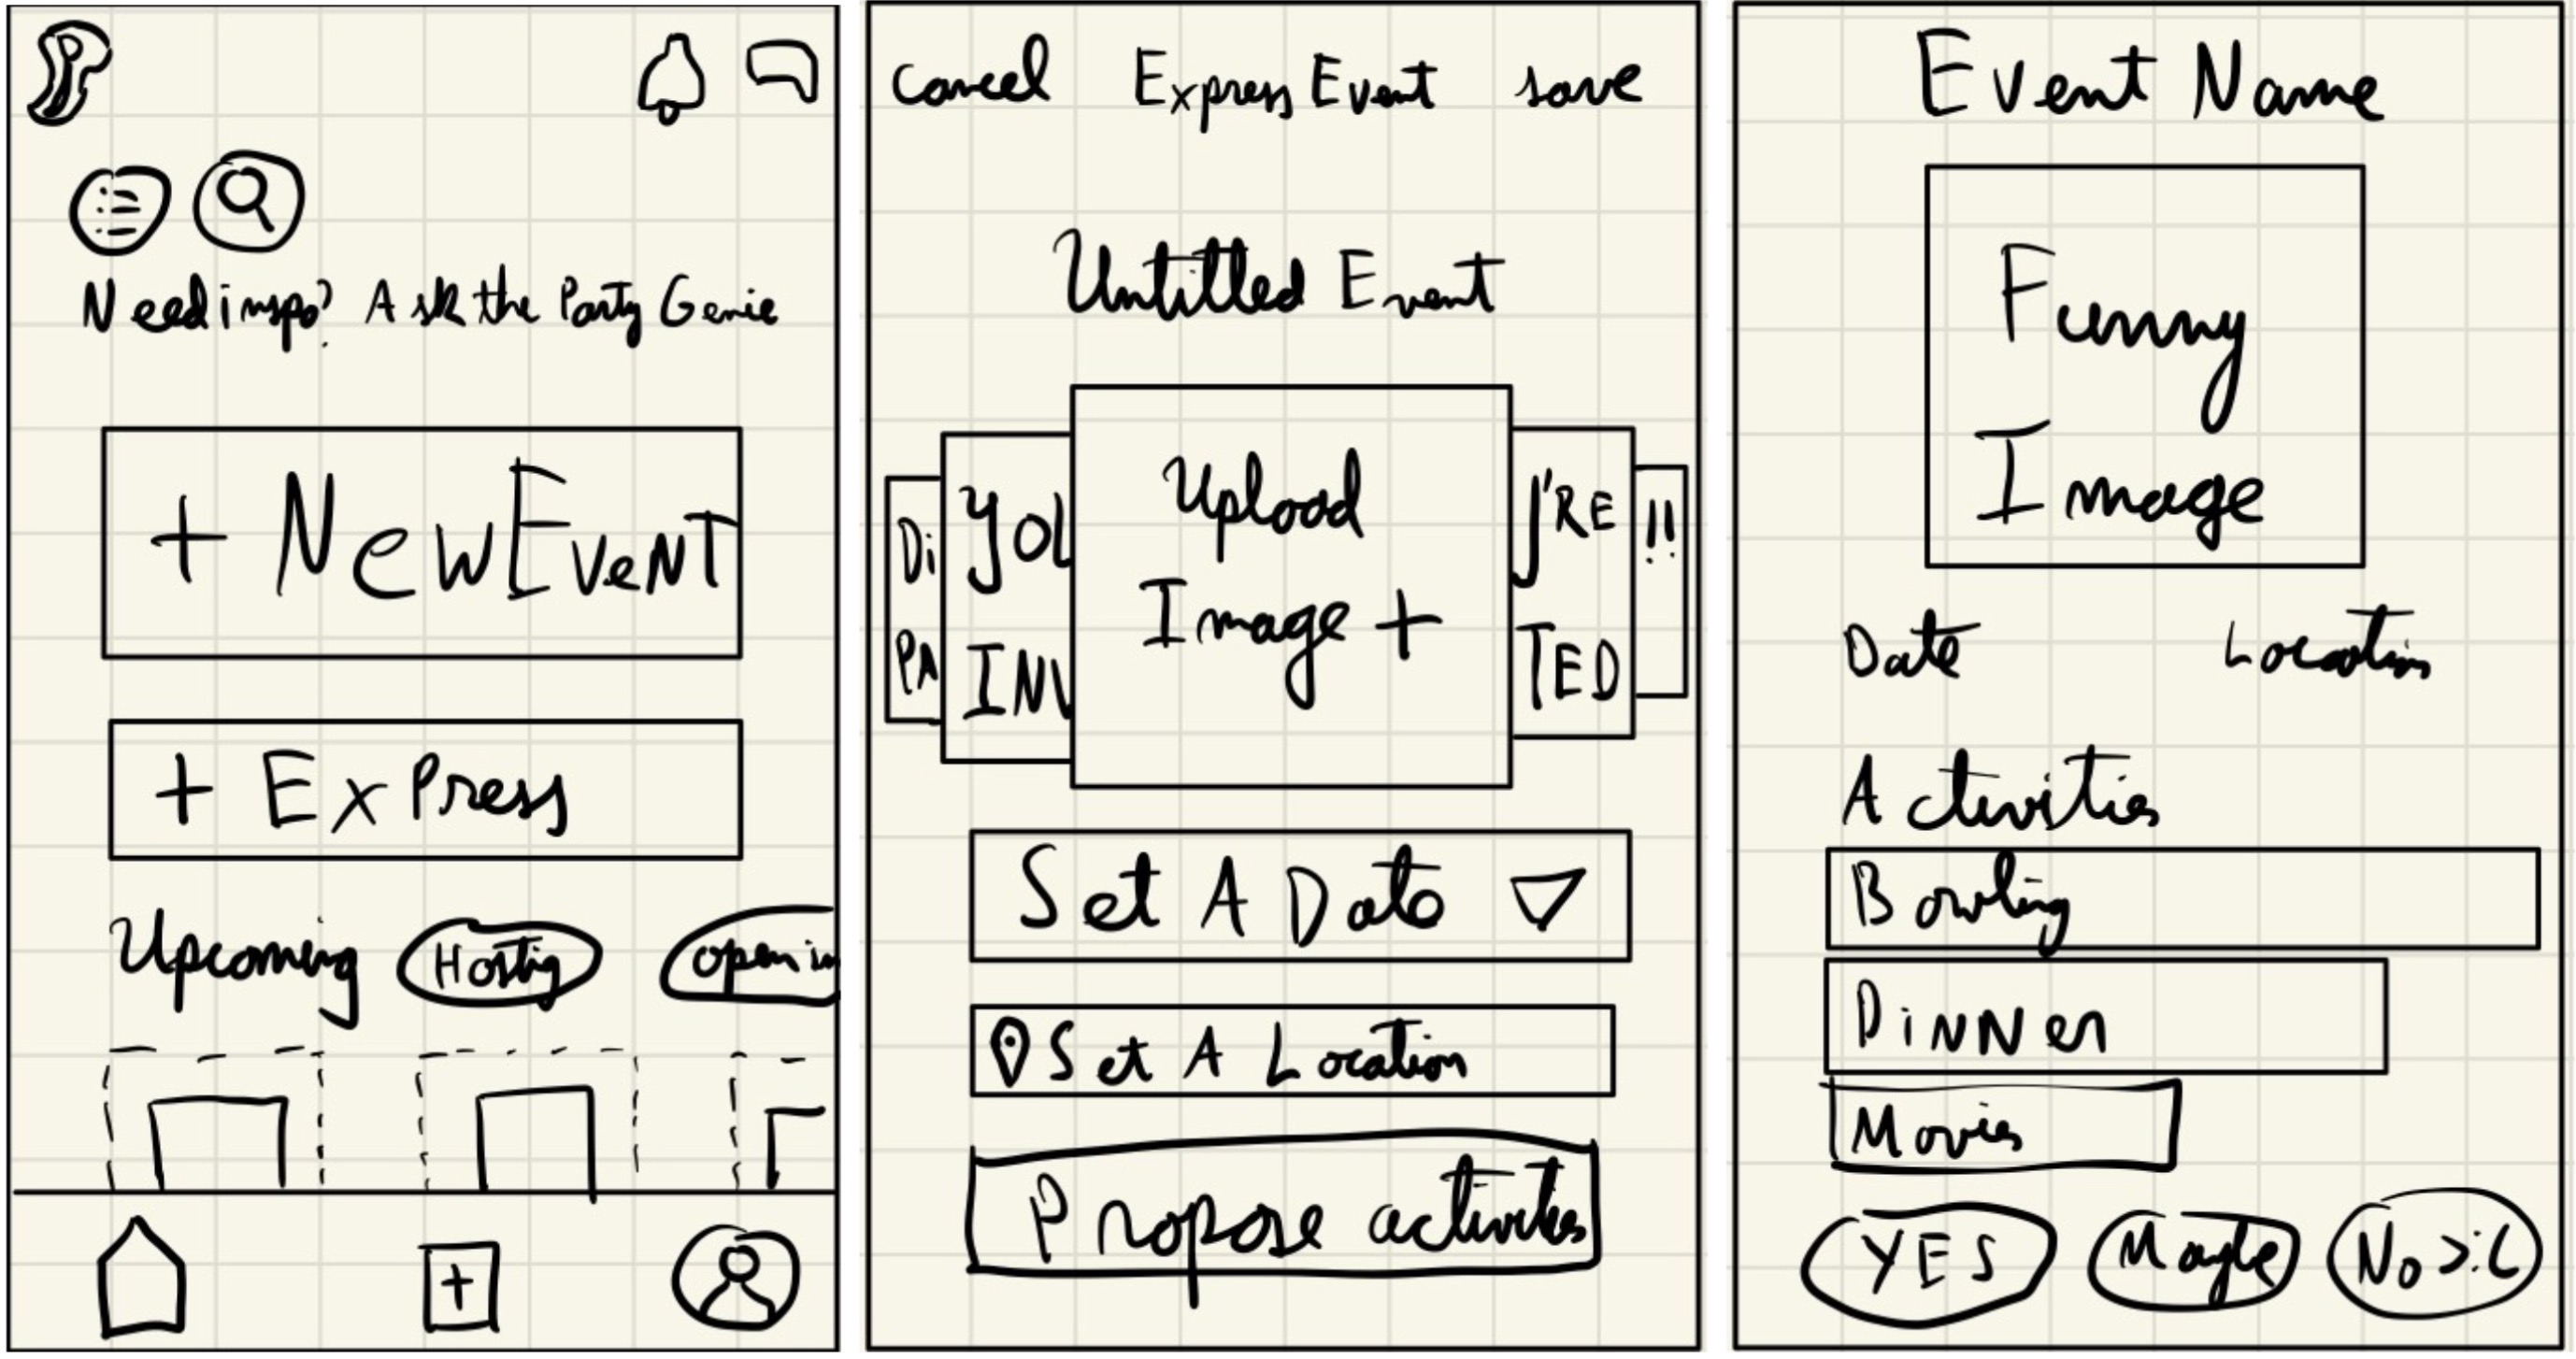 P
Need inspo? Ask the Party Genie
+ New Event
+ Express
Upcoming Hosting open in
+
Cancel Express Event save
Untitled Event
Di
PA
YOU
INV
Upload
Image +
J'RE
TED
!!
Set A Date
Set A Location
Propose activities
Event Name
Funny
Image
Date Location
Activities
Bowling
Dinner
Movies
YES Maybe No >:(